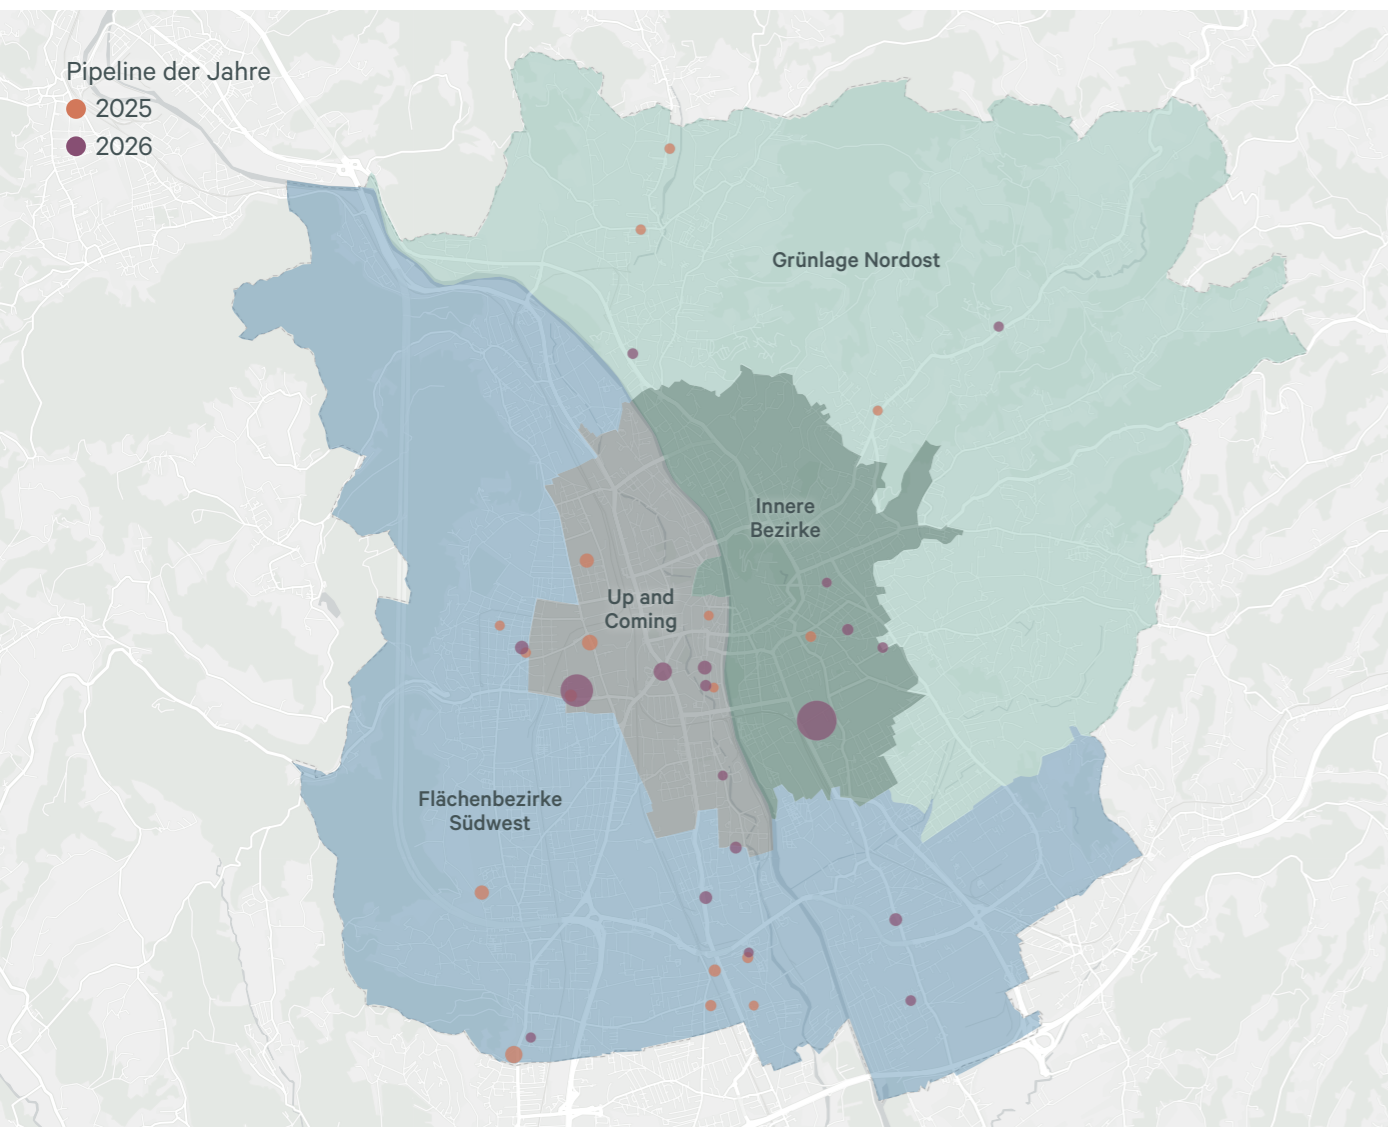 Pipeline der Jahre
2025
2026
Grünlage Nordost
Innere
Bezirke
Up and
Coming
Flächenbezirke
Südwest